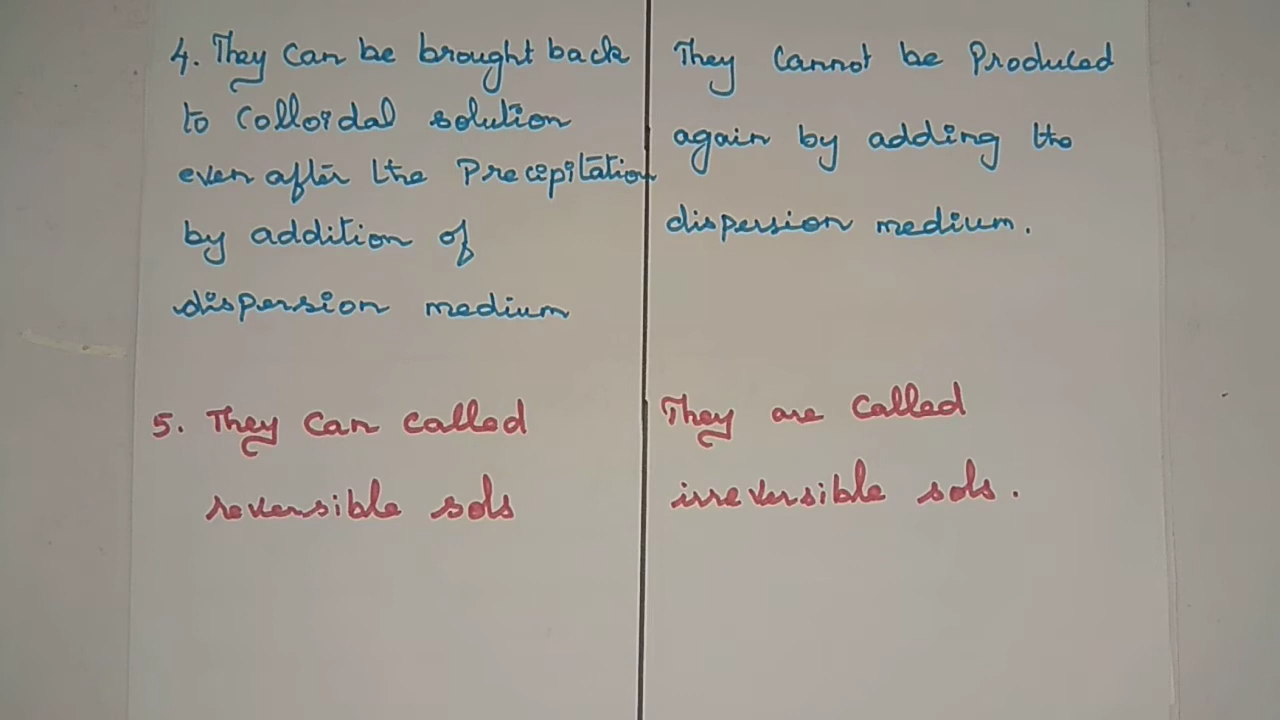 4. They can be brought back
to colloidal solution
even after the Precipitation
by addition of
dispersion medium
They cannot be Produced
again by adding the
dispersion medium.
5. They can called
reversible sols
They are called
irreversible sols.